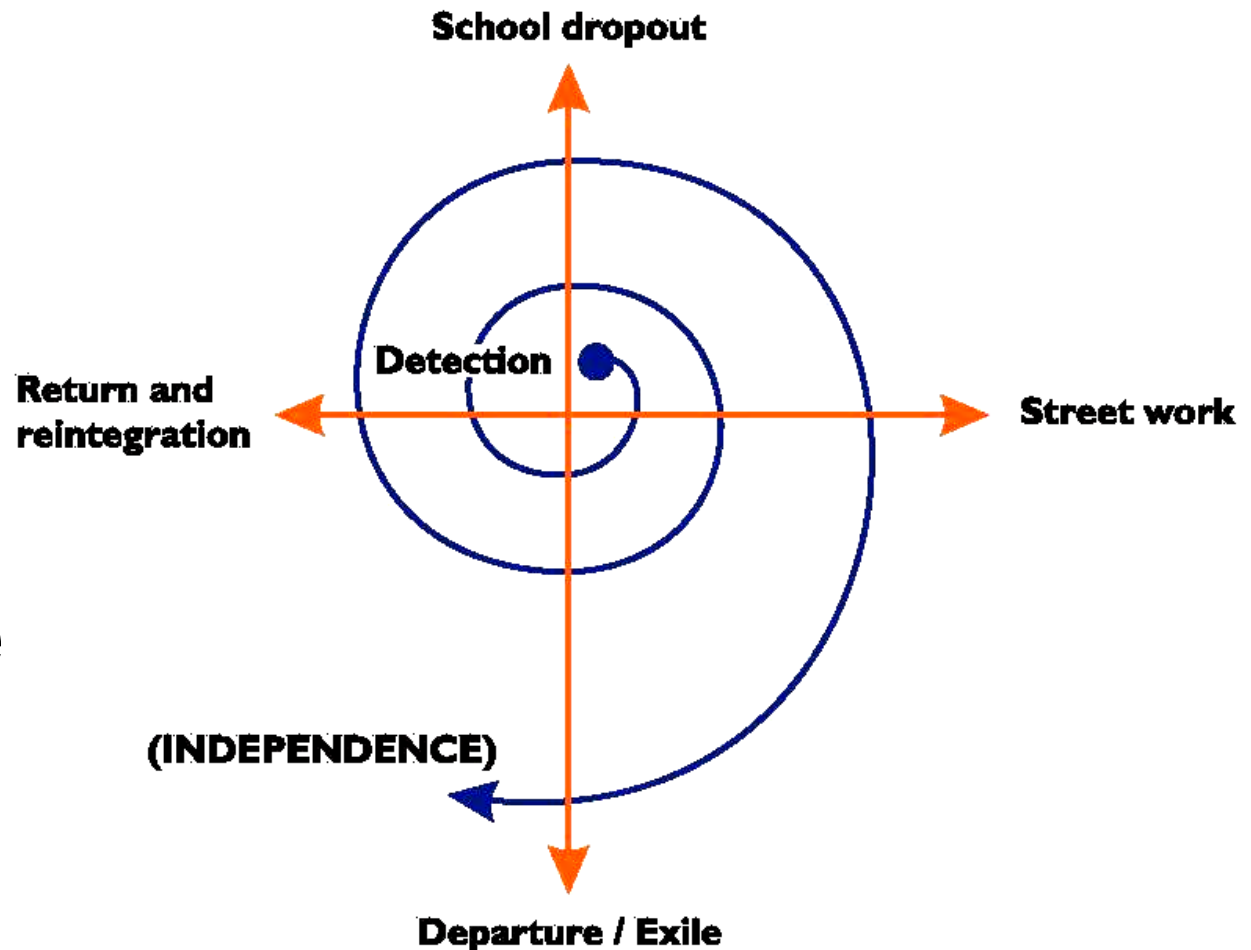 School dropout
Detection
Return and
reintegration
Street work
(INDEPENDENCE)
Departure / Exile